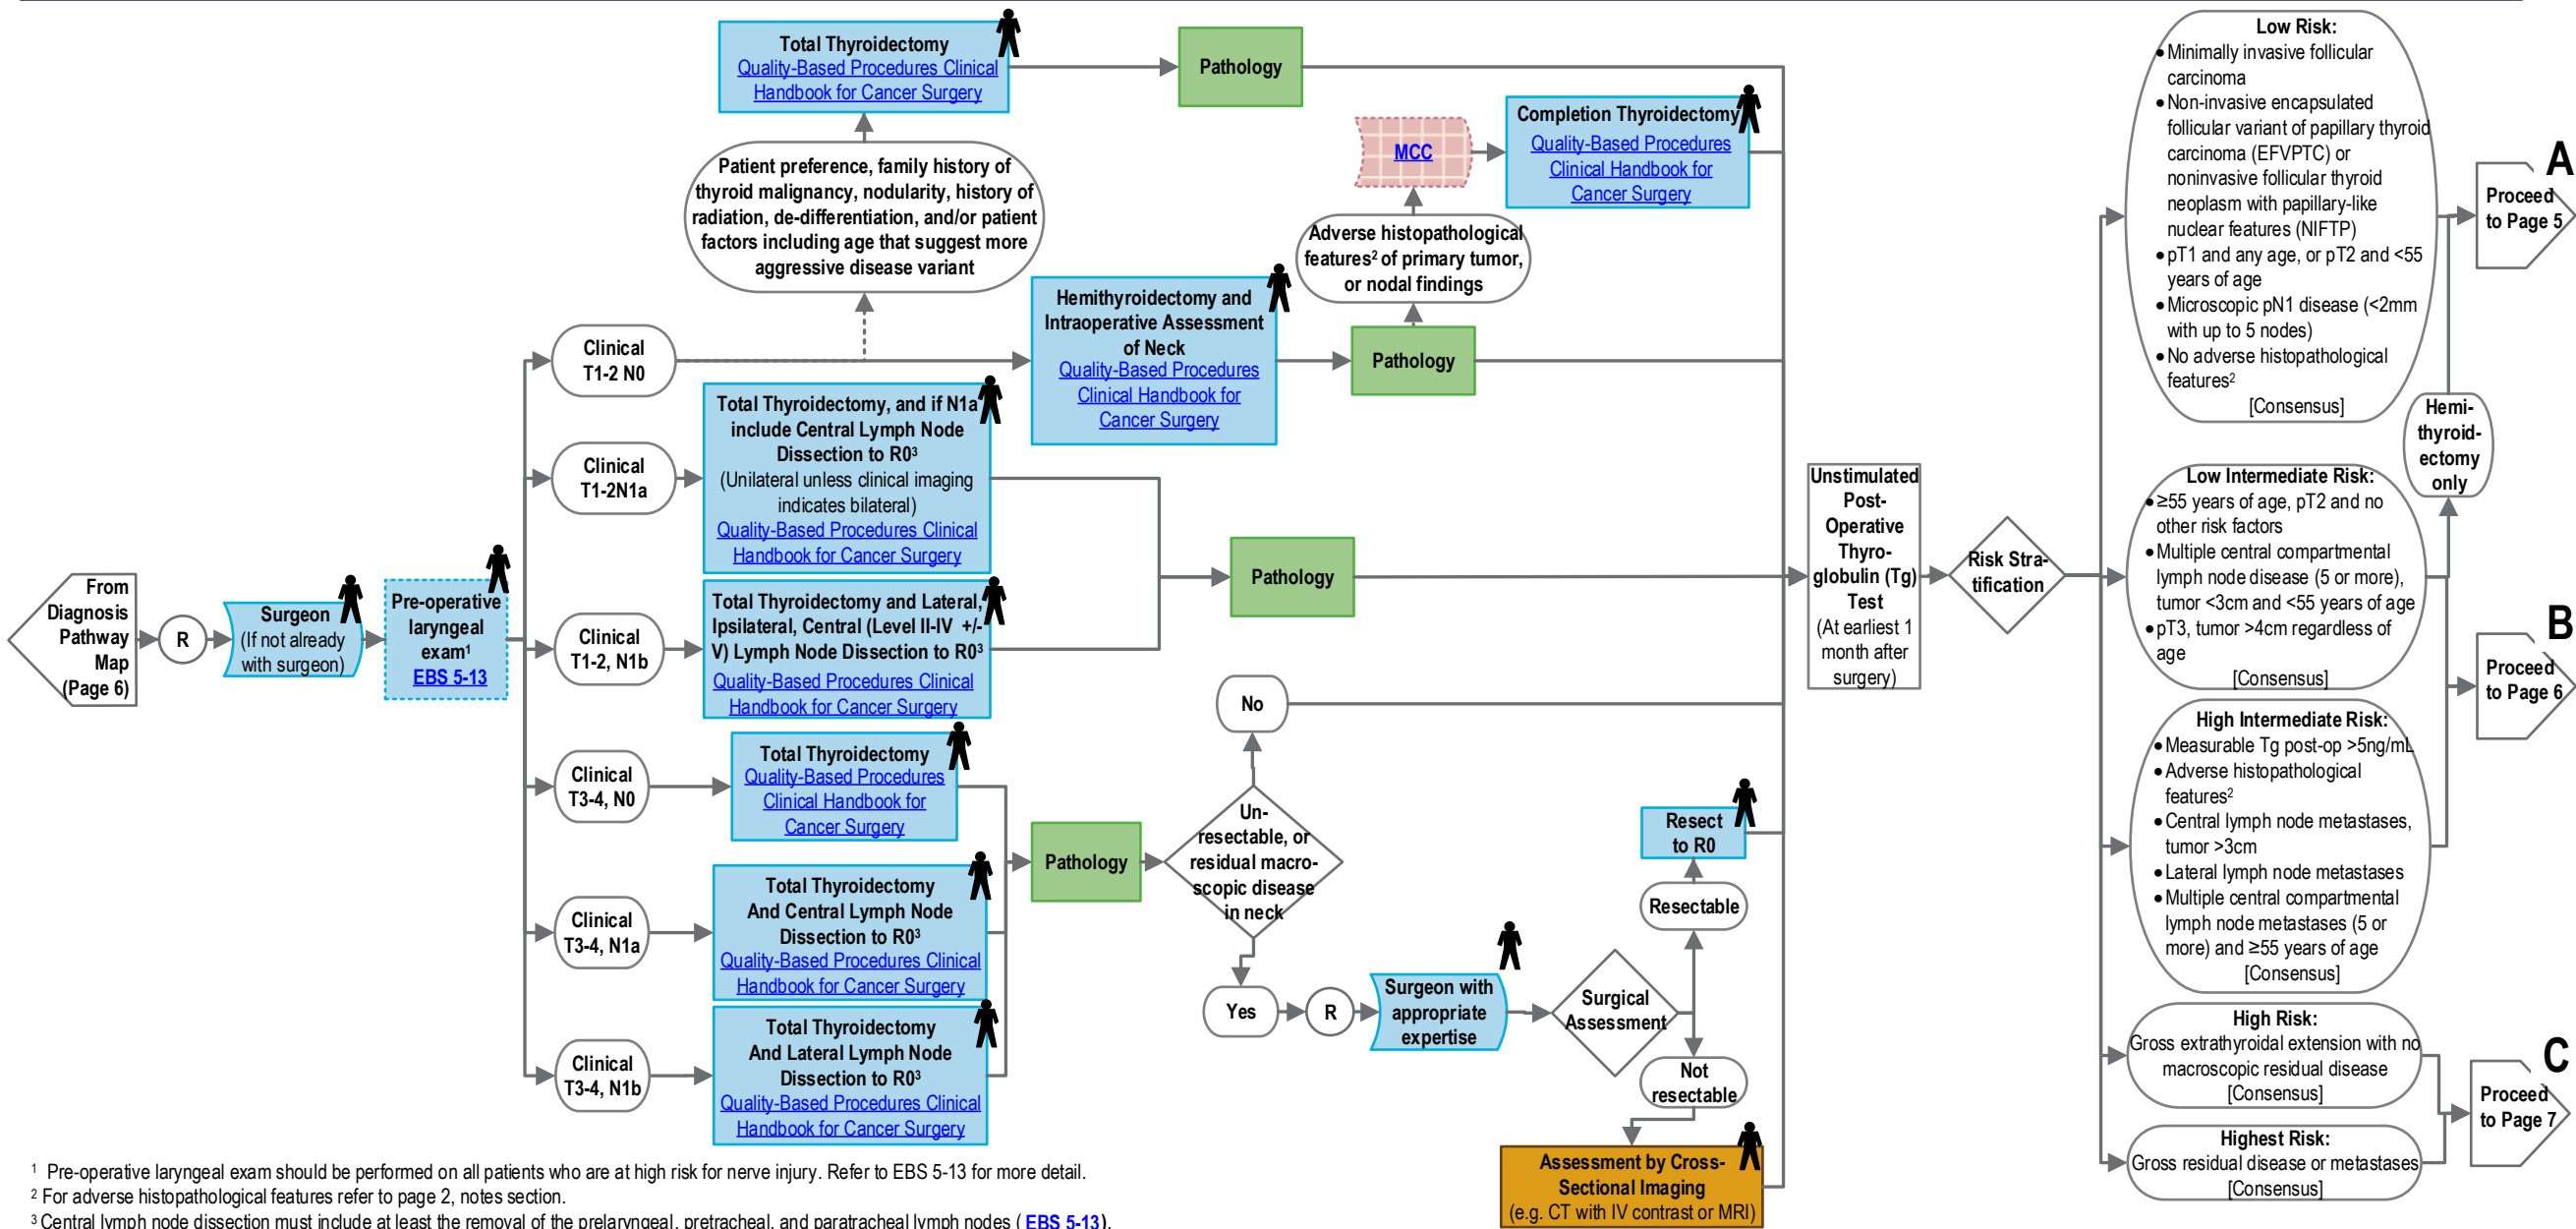 From
Diagnosis
Pathway
Map
(Page 6)
R
Surgeon
(If not already
with surgeon)
Pre-operative
laryngeal
exam¹
EBS 5-13
Total Thyroidectomy
Quality-Based Procedures Clinical
Handbook for Cancer Surgery
Pathology
Patient preference, family history of
thyroid malignancy, nodularity, history of
radiation, de-differentiation, and/or patient
factors including age that suggest more
aggressive disease variant
Clinical
T1-2 N0
Hemithyroidectomy and
Intraoperative Assessment
of Neck
Quality-Based Procedures
Clinical Handbook for
Cancer Surgery
Pathology
Adverse histopathological
features² of primary tumor,
or nodal findings
MCC
Completion Thyroidectomy
Quality-Based Procedures
Clinical Handbook for
Cancer Surgery
Clinical
T1-2N1a
Total Thyroidectomy, and if N1a
include Central Lymph Node
Dissection to R0³
(Unilateral unless clinical imaging
indicates bilateral)
Quality-Based Procedures Clinical
Handbook for Cancer Surgery
Clinical
T1-2, N1b
Total Thyroidectomy and Lateral,
Ipsilateral, Central (Level II-IV +/-
V) Lymph Node Dissection to R0³
Quality-Based Procedures Clinical
Handbook for Cancer Surgery
Pathology
Clinical
T3-4, N0
Total Thyroidectomy
Quality-Based Procedures
Clinical Handbook for
Cancer Surgery
Clinical
T3-4, N1a
Total Thyroidectomy
And Central Lymph Node
Dissection to R0³
Quality-Based Procedures Clinical
Handbook for Cancer Surgery
Clinical
T3-4, N1b
Total Thyroidectomy
And Lateral Lymph Node
Dissection to R0³
Quality-Based Procedures Clinical
Handbook for Cancer Surgery
Pathology
Un-
resectable, or
residual macro-
scopic disease
in neck
No
Yes
R
Surgeon with
appropriate
expertise
Surgical
Assessment
Resectable
Resect
to R0
Not
resectable
Assessment by Cross-
Sectional Imaging
(e.g. CT with IV contrast or MRI)
Unstimulated
Post-
Operative
Thyro-
globulin (Tg)
Test
(At earliest 1
month after
surgery)
Risk Stra-
tification
Low Risk:
• Minimally invasive follicular
carcinoma
• Non-invasive encapsulated
follicular variant of papillary thyroid
carcinoma (EFVPTC) or
noninvasive follicular thyroid
neoplasm with papillary-like
nuclear features (NIFTP)
• pT1 and any age, or pT2 and <55
years of age
• Microscopic pN1 disease (<2mm
with up to 5 nodes)
• No adverse histopathological
features²
[Consensus]
Hemi-
thyroid-
ectomy
only
A
Proceed
to Page 5
Low Intermediate Risk:
• ≥55 years of age, pT2 and no
other risk factors
• Multiple central compartmental
lymph node disease (5 or more),
tumor <3cm and <55 years of age
• pT3, tumor >4cm regardless of
age
[Consensus]
B
Proceed
to Page 6
High Intermediate Risk:
• Measurable Tg post-op >5ng/mL
• Adverse histopathological
features²
• Central lymph node metastases,
tumor >3cm
• Lateral lymph node metastases
• Multiple central compartmental
lymph node metastases (5 or
more) and ≥55 years of age
[Consensus]
High Risk:
Gross extrathyroidal extension with no
macroscopic residual disease
[Consensus]
C
Proceed
to Page 7
Highest Risk:
Gross residual disease or metastases
[Consensus]
¹ Pre-operative laryngeal exam should be performed on all patients who are at high risk for nerve injury. Refer to EBS 5-13 for more detail.
² For adverse histopathological features refer to page 2, notes section.
³ Central lymph node dissection must include at least the removal of the prelaryngeal, pretracheal, and paratracheal lymph nodes ( EBS 5-13).